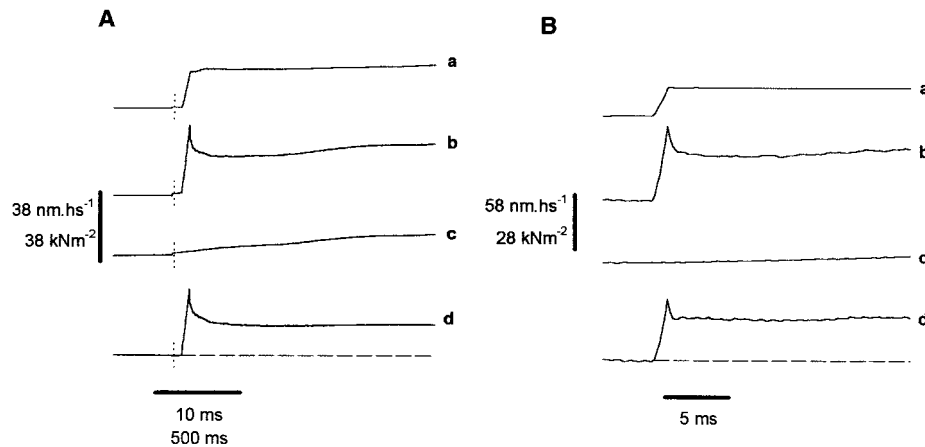 A
B
a
b
c
d
38 nm.hs-1
38 kNm-2
10 ms
500 ms
a
b
c
d
58 nm.hs-1
28 kNm-2
5 ms